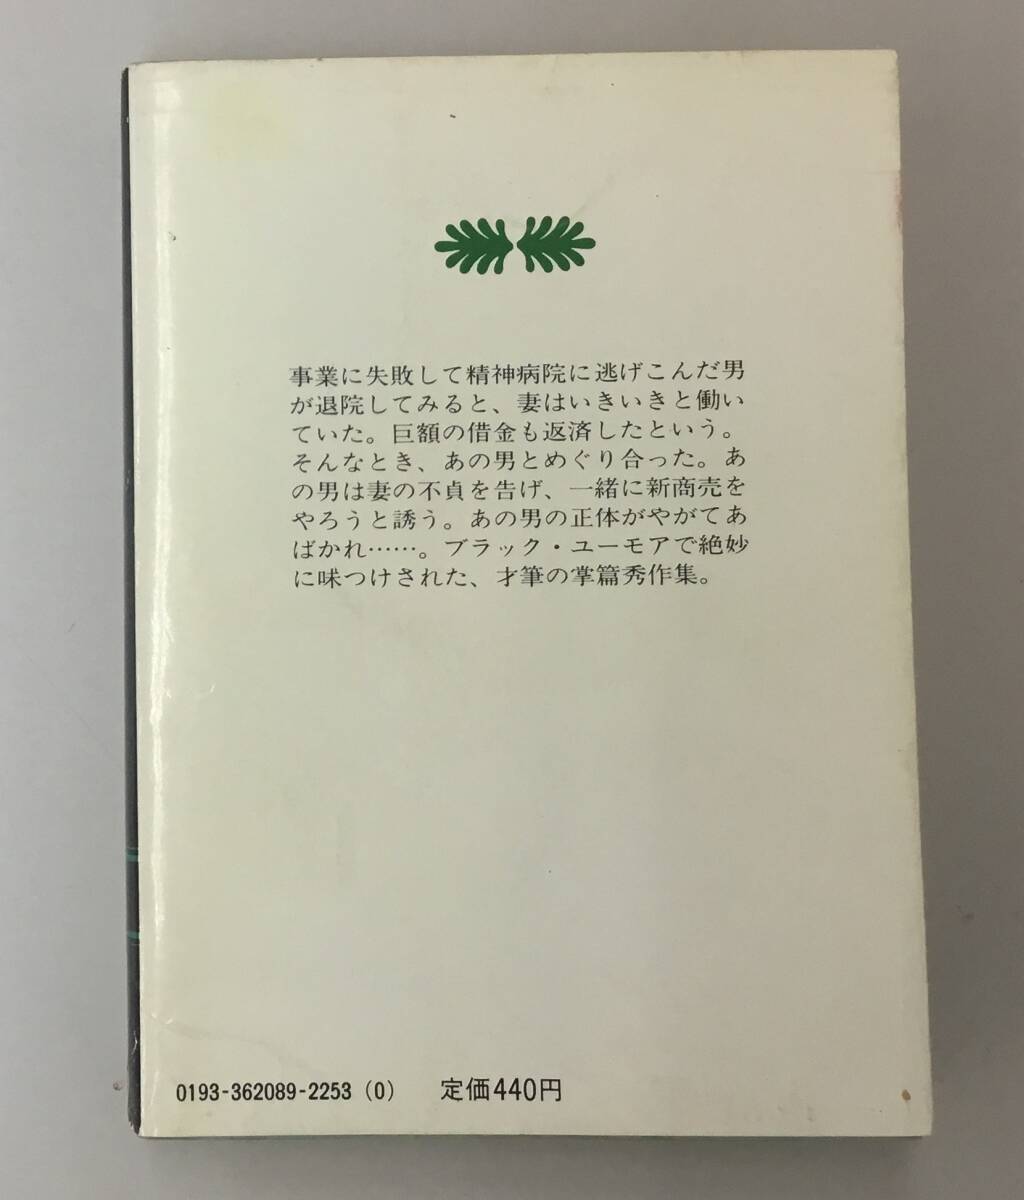 事業に失敗して精神病院に逃げこんだ男
が退院してみると、妻はいきいきと働い
ていた。巨額の借金も返済したという。
そんなとき、あの男とめぐり合った。あ
の男は妻の不貞を告げ、一緒に新商売を
やろうと誘う。あの男の正体がやがてあ
ばかれ……。ブラック・ユーモアで絶妙
に味つけされた、才筆の掌篇秀作集。
0193-362089-2253 (0) 定価440円